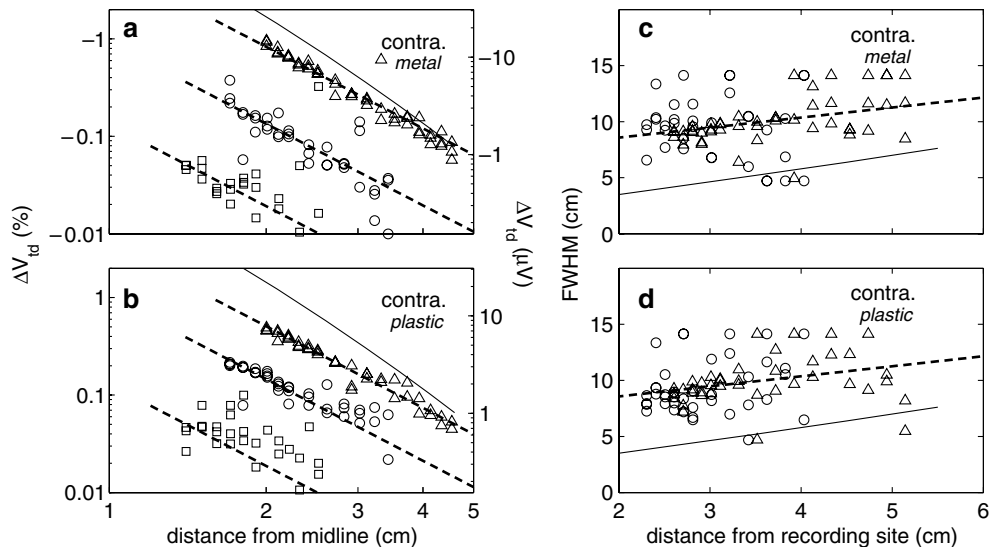 a
contra.
metal
−1
−0.1
−0.01
−10
−1
ΔV_td (%)
ΔV_td (μV)
b
contra.
plastic
1
0.1
0.01
10
1
1 2 3 4 5
distance from midline (cm)
c
contra.
metal
15
10
5
0
FWHM (cm)
d
contra.
plastic
15
10
5
0
2 3 4 5 6
distance from recording site (cm)